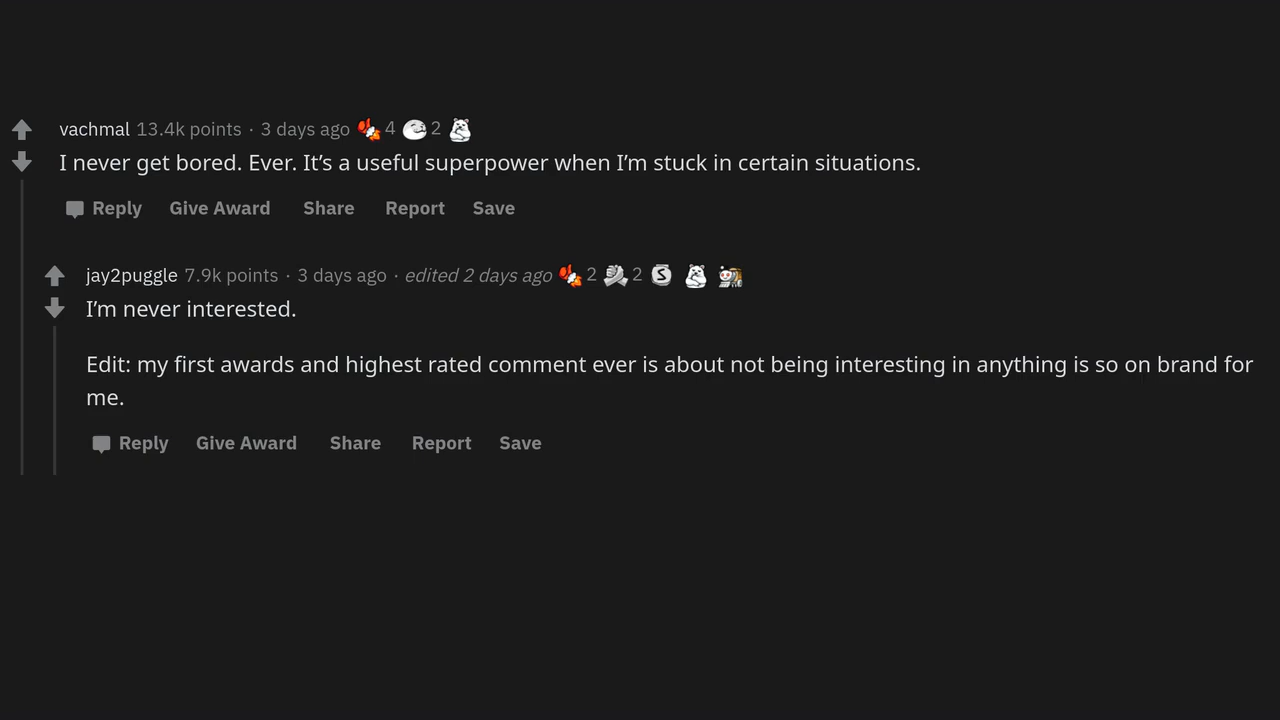 vachmal 13.4k points · 3 days ago 4 2
I never get bored. Ever. It’s a useful superpower when I’m stuck in certain situations.
Reply Give Award Share Report Save
jay2puggle 7.9k points · 3 days ago · edited 2 days ago 2 2 S
I’m never interested.
Edit: my first awards and highest rated comment ever is about not being interesting in anything is so on brand for
me.
Reply Give Award Share Report Save